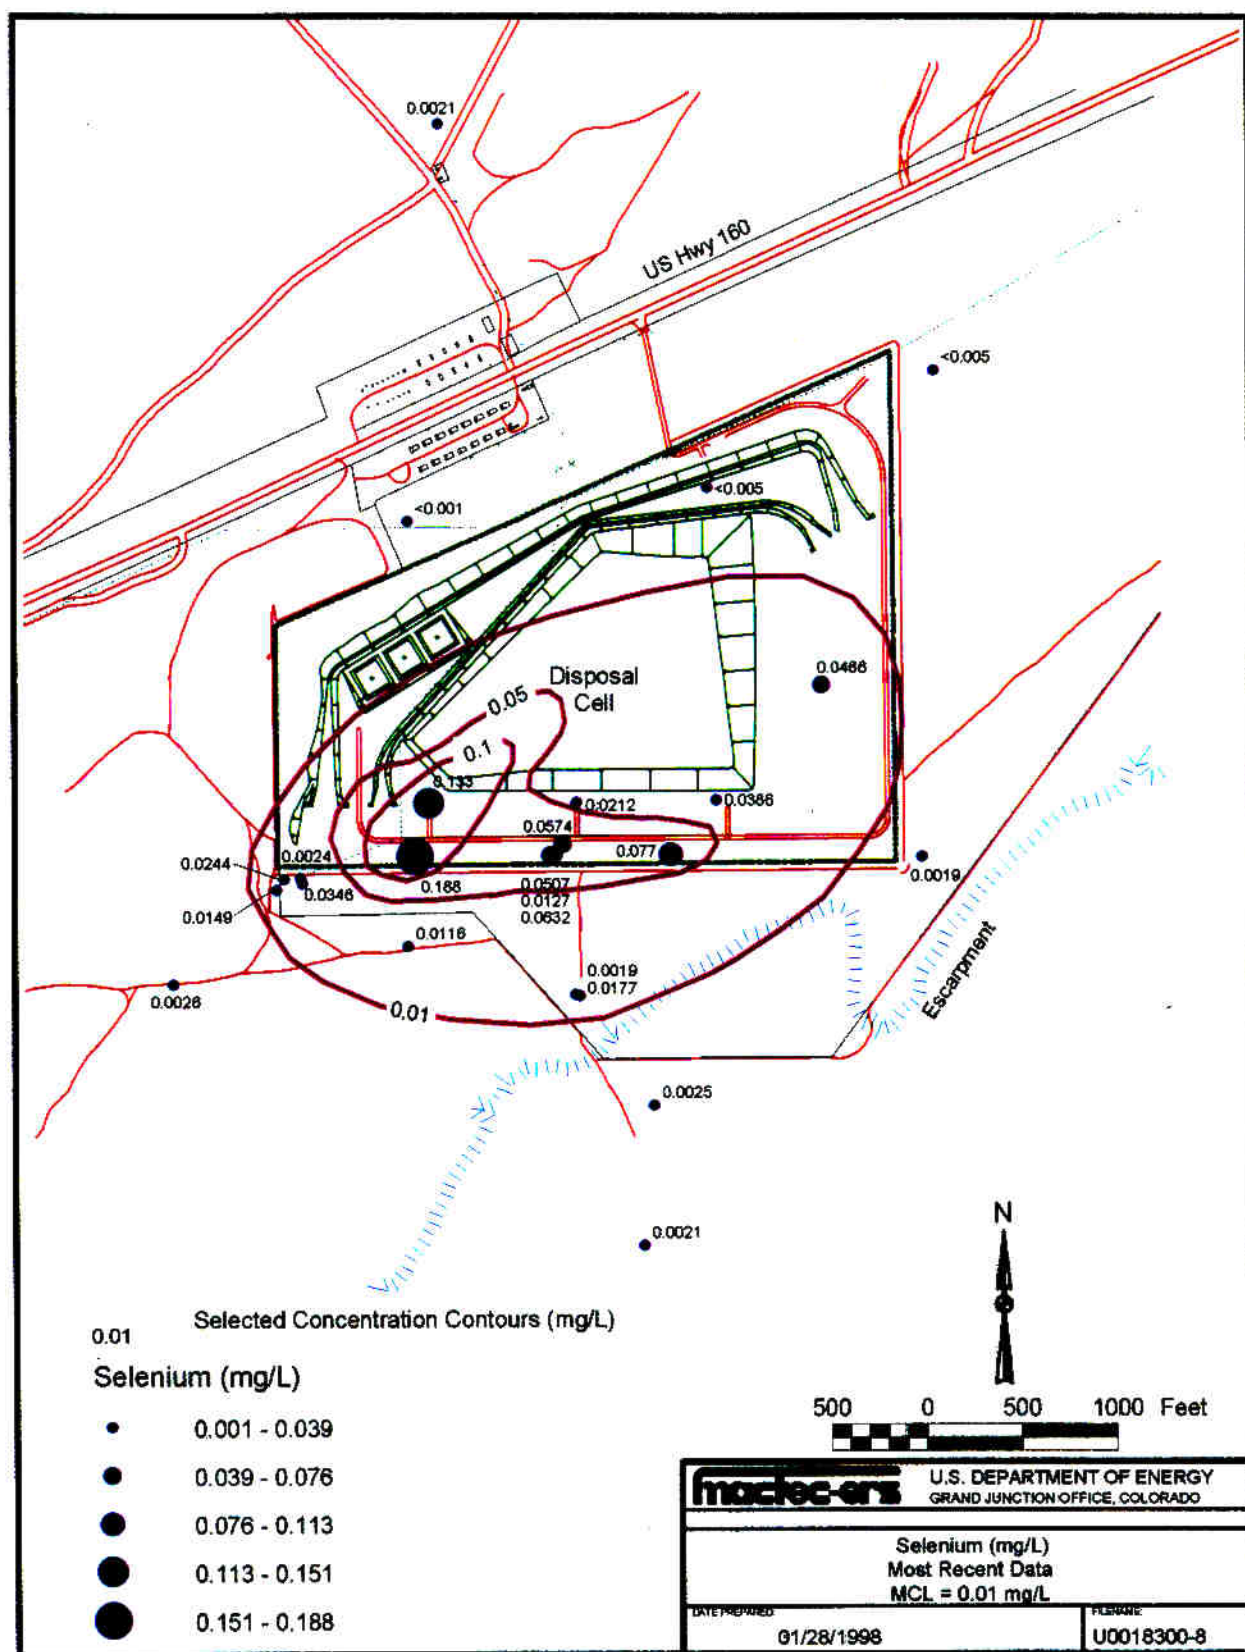 0.0021
US Hwy 160
<0.005
<0.005
<0.001
0.0466
Disposal
Cell
0.05
0.1
0.133
0.0212
0.0386
0.0574
0.077
0.0244
0.0024
0.0346
0.188
0.0507
0.0127
0.0632
0.0019
0.0149
0.0116
0.0019
0.0177
0.0026
0.01
Escarpment
0.0025
0.0021
N
0.01 Selected Concentration Contours (mg/L)
Selenium (mg/L)
0.001 - 0.039
0.039 - 0.076
0.076 - 0.113
0.113 - 0.151
0.151 - 0.188
500 0 500 1000 Feet
mactec-ers
U.S. DEPARTMENT OF ENERGY
GRAND JUNCTION OFFICE, COLORADO
Selenium (mg/L)
Most Recent Data
MCL = 0.01 mg/L
DATE PREPARED:
01/28/1998
FILENAME:
U0018300-8